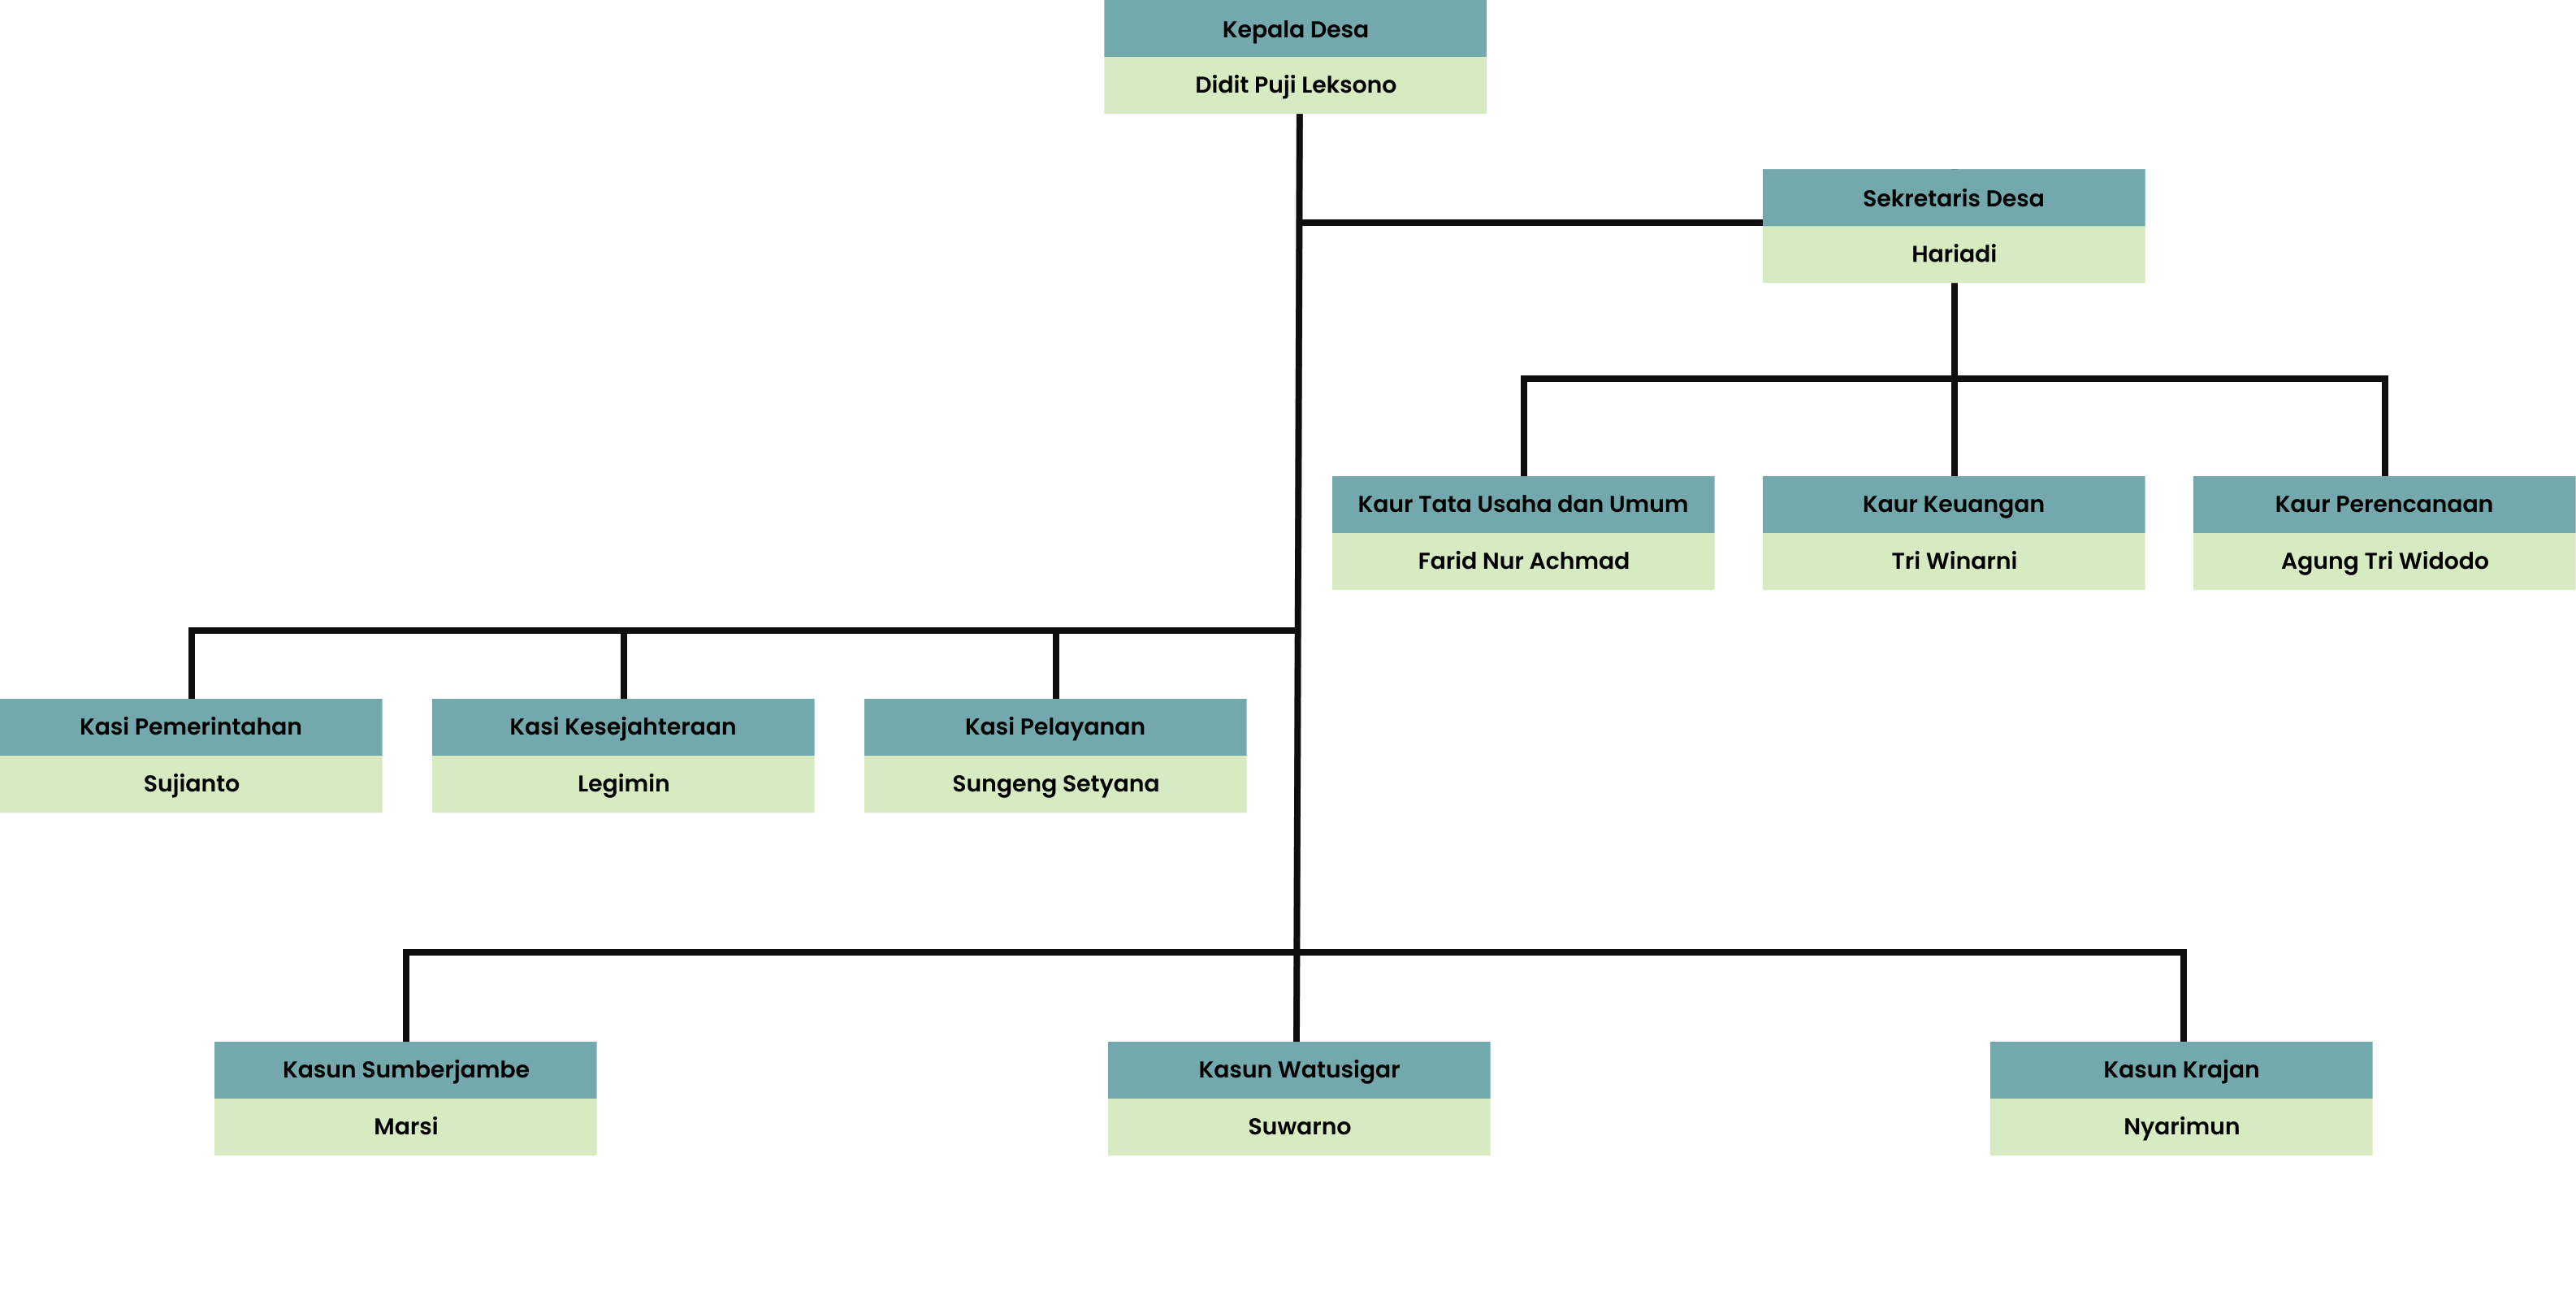 Kepala Desa
Didit Puji Leksono
Sekretaris Desa
Hariadi
Kaur Tata Usaha dan Umum
Farid Nur Achmad
Kaur Keuangan
Tri Winarni
Kaur Perencanaan
Agung Tri Widodo
Kasi Pemerintahan
Sujianto
Kasi Kesejahteraan
Legimin
Kasi Pelayanan
Sungeng Setyana
Kasun Sumberjambe
Marsi
Kasun Watusigar
Suwarno
Kasun Krajan
Nyarimun